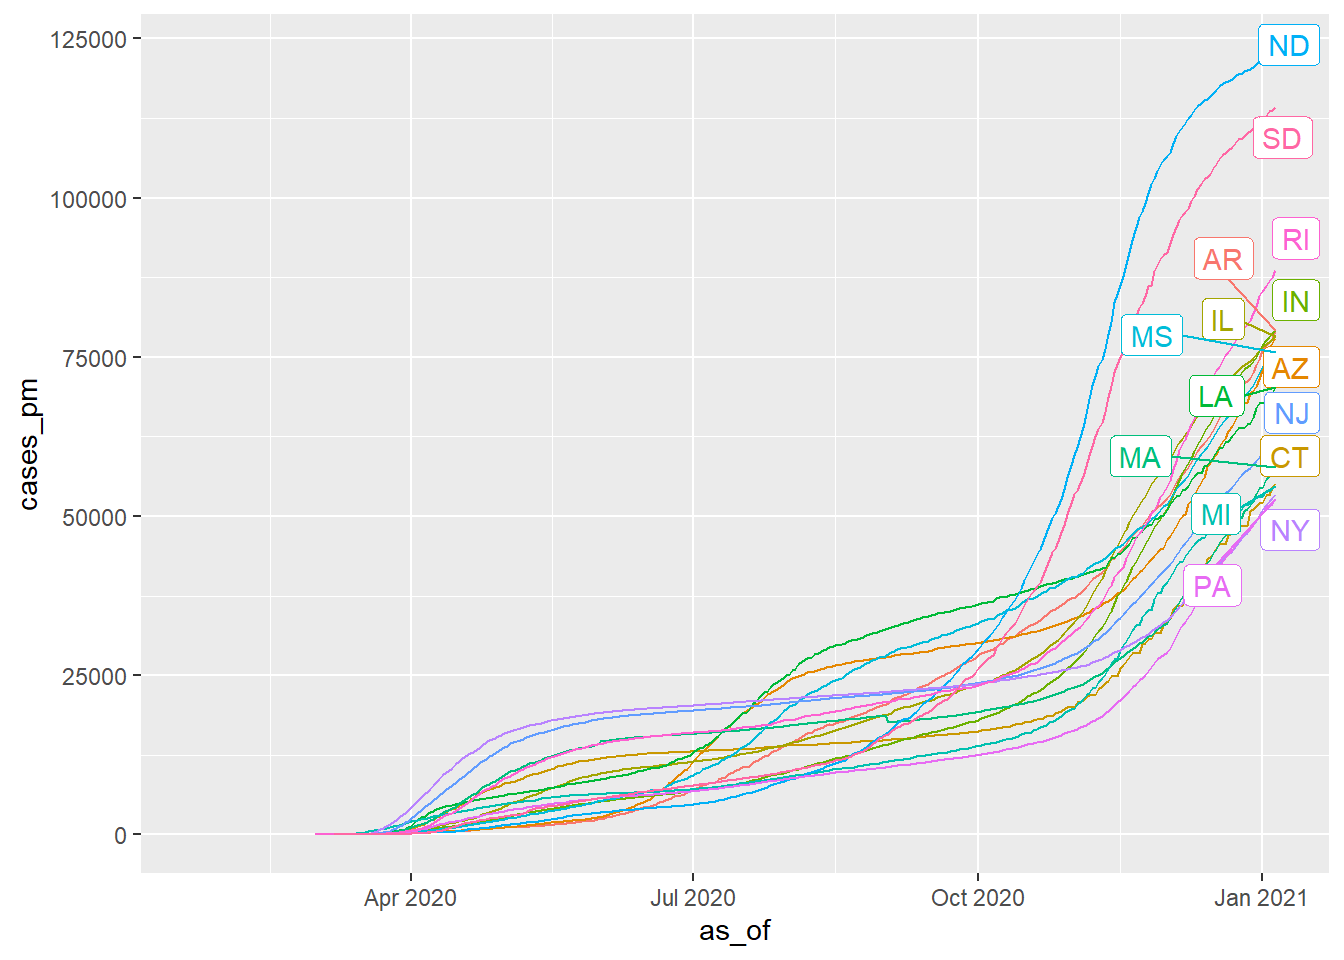 125000
100000
75000
50000
25000
0
cases_pm
ND
SD
RI
AR
IN
IL
MS
AZ
LA
NJ
MA
CT
MI
NY
PA
Apr 2020
Jul 2020
Oct 2020
Jan 2021
as_of